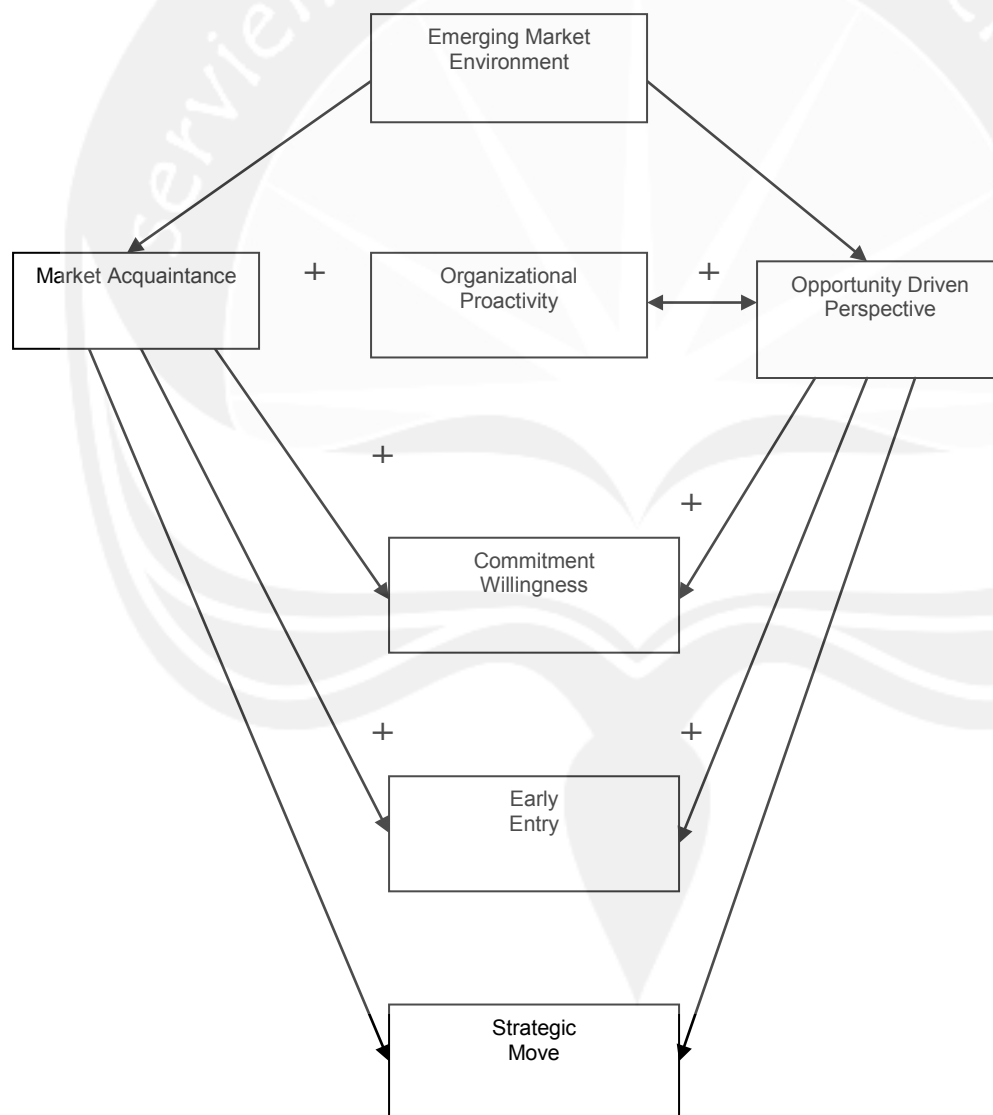 Emerging Market
Environment
Market Acquaintance
+
Organizational
Proactivity
+
Opportunity Driven
Perspective
+
+
Commitment
Willingness
+
+
Early
Entry
Strategic
Move